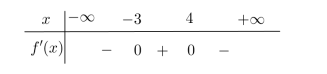 x −∞ −3 4 +∞
f′(x) − 0 + 0 −